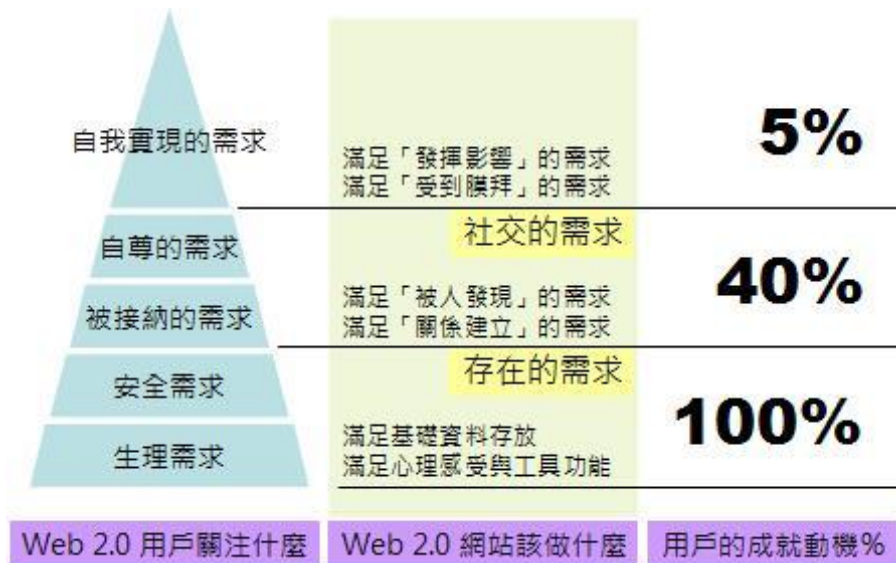 自我實現的需求
自尊的需求
被接納的需求
安全需求
生理需求
Web 2.0 用戶關注什麼
滿足「發揮影響」的需求
滿足「受到膜拜」的需求
社交的需求
滿足「被人發現」的需求
滿足「關係建立」的需求
存在的需求
滿足基礎資料存放
滿足心理感受與工具功能
Web 2.0 網站該做什麼
5%
40%
100%
用戶的成就動機%